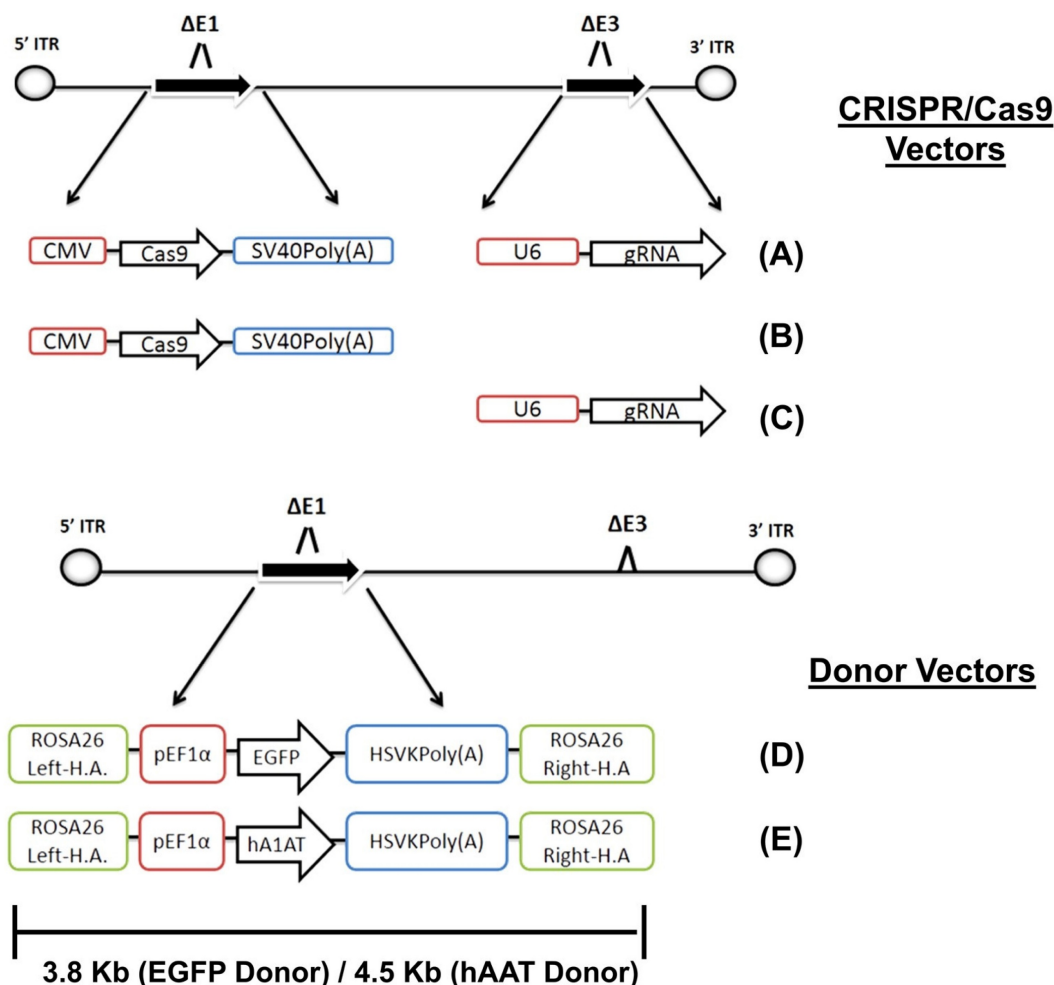 ΔE1
ΔE3
5’ ITR
3’ ITR
CRISPR/Cas9
Vectors
CMV
Cas9
SV40Poly(A)
U6
gRNA
(A)
CMV
Cas9
SV40Poly(A)
(B)
U6
gRNA
(C)
ΔE1
ΔE3
5’ ITR
3’ ITR
Donor Vectors
ROSA26
Left-H.A.
pEF1α
EGFP
HSVKPoly(A)
ROSA26
Right-H.A
(D)
ROSA26
Left-H.A.
pEF1α
hA1AT
HSVKPoly(A)
ROSA26
Right-H.A
(E)
3.8 Kb (EGFP Donor) / 4.5 Kb (hAAT Donor)